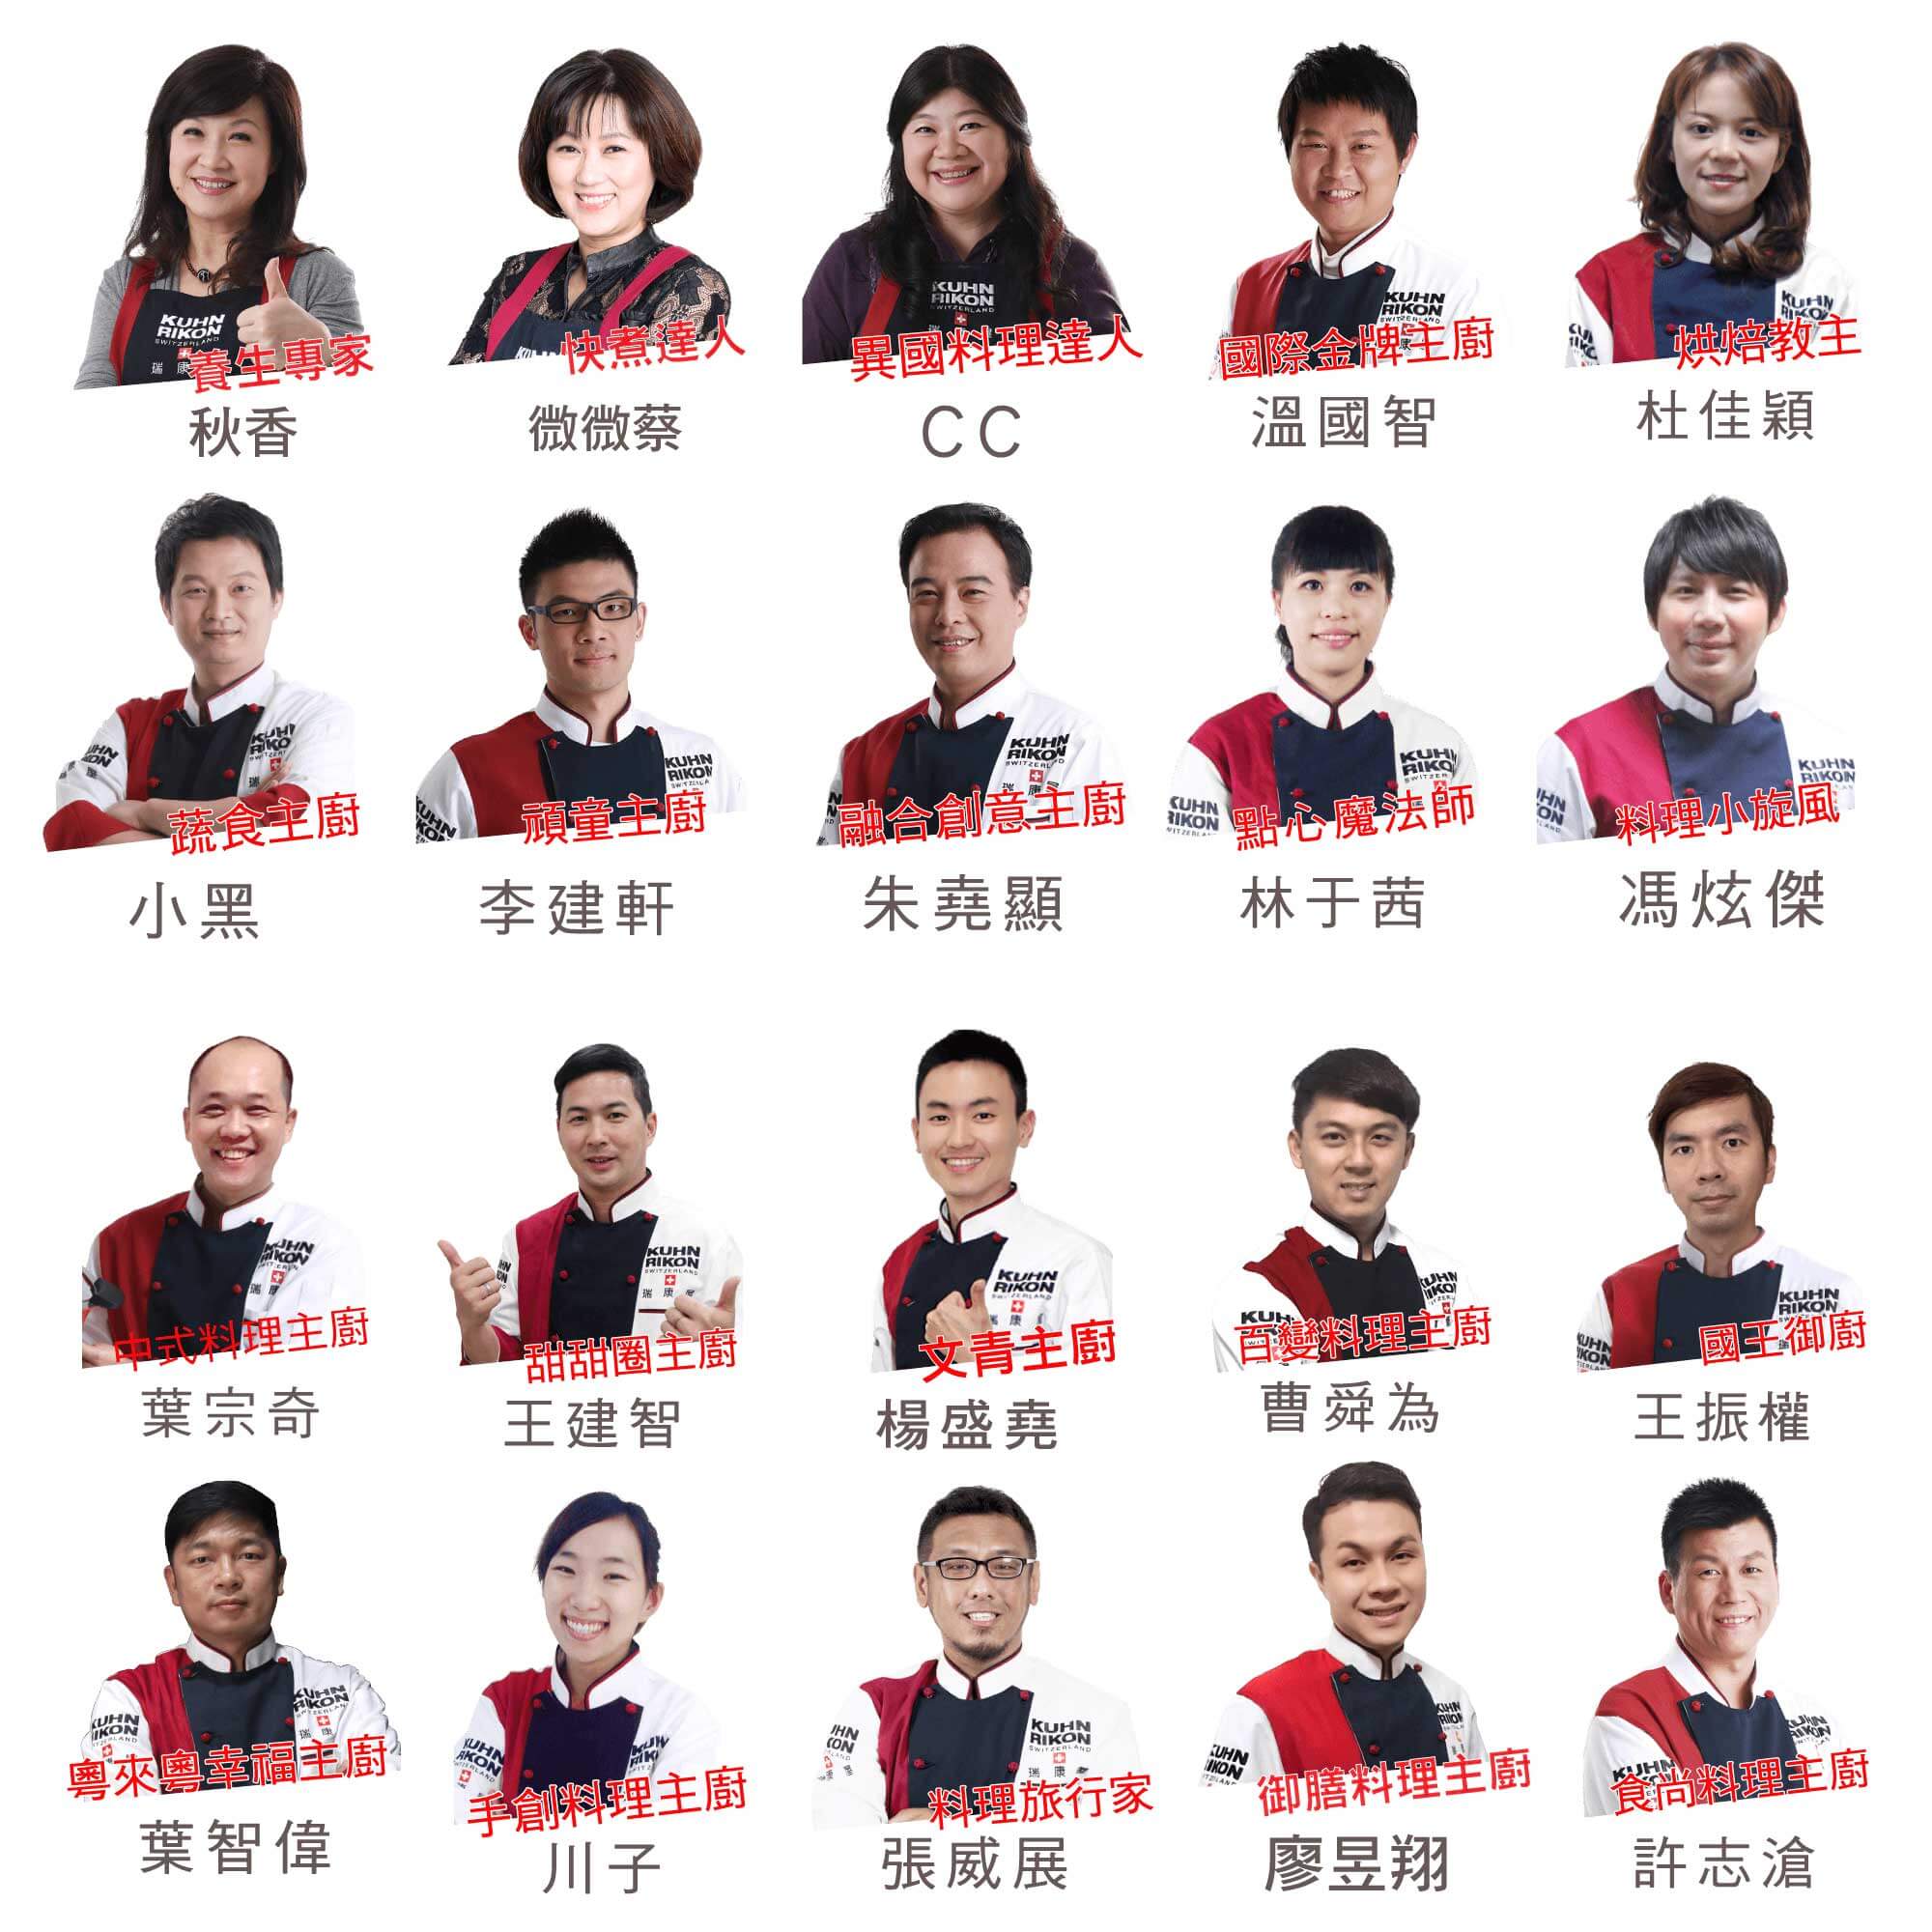 KUHN
RIKON
SWITZERLAND
瑞康
養生專家
秋香
快煮達人
微微蔡
KUHN
RIKON
SWITZERLAND
瑞
異國料理達人
CC
KUHN
RIKON
國際金牌主廚
溫國智
KUHN
RIKON
烘焙教主
杜佳穎
KUHN
RIKON
瑞
蔬食主廚
小黑
KUHN
RIKON
頑童主廚
李建軒
KUHN
RIKON
SWITZERLAND
瑞康
融合創意主廚
朱堯顯
KUHN
RIKON
點心魔法師
林于茜
KUHN
RIKON
料理小旋風
馮炫傑
KUHN
RIKON
瑞康
中式料理主廚
葉宗奇
KUHN
RIKON
SWITZERLAND
瑞康屋
甜甜圈主廚
王建智
KUHN
RIKON
SWITZERLAND
瑞康屋
文青主廚
楊盛堯
KUHN
RIKON
百變料理主廚
曹舜為
KUHN
RIKON
國王御廚
王振權
KUHN
RIKON
瑞康
粵來粵幸福主廚
葉智偉
KUHN
RIKON
手創料理主廚
川子
KUHN
RIKON
SWITZERLAND
瑞康屋
料理旅行家
張威展
KUHN
RIKON
御膳料理主廚
廖昱翔
KUHN
RIKON
食尚料理主廚
許志滄